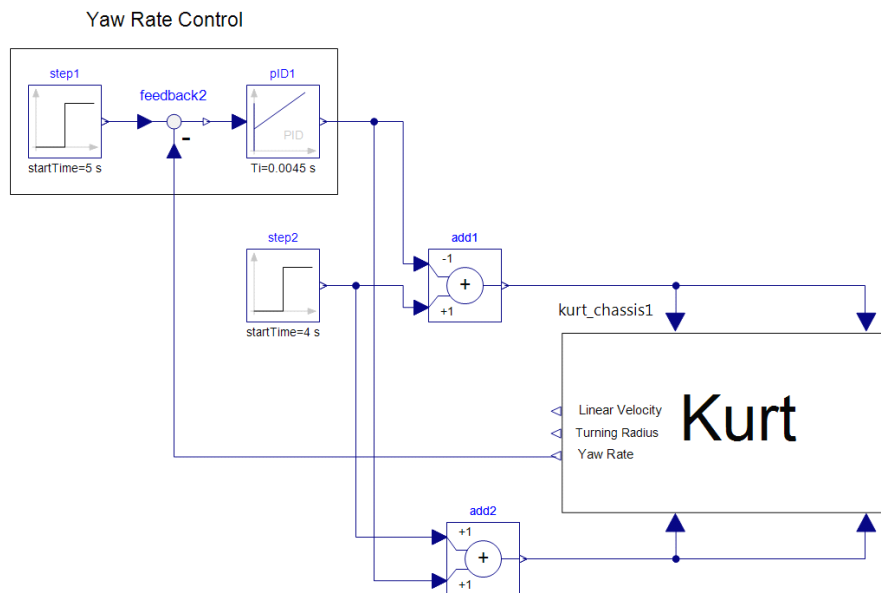 Yaw Rate Control
step1
feedback2
pID1
-
PID
startTime=5 s
Ti=0.0045 s
step2
add1
-1
+
+1
startTime=4 s
kurt_chassis1
Linear Velocity
Turning Radius
Yaw Rate
Kurt
add2
+1
+
+1